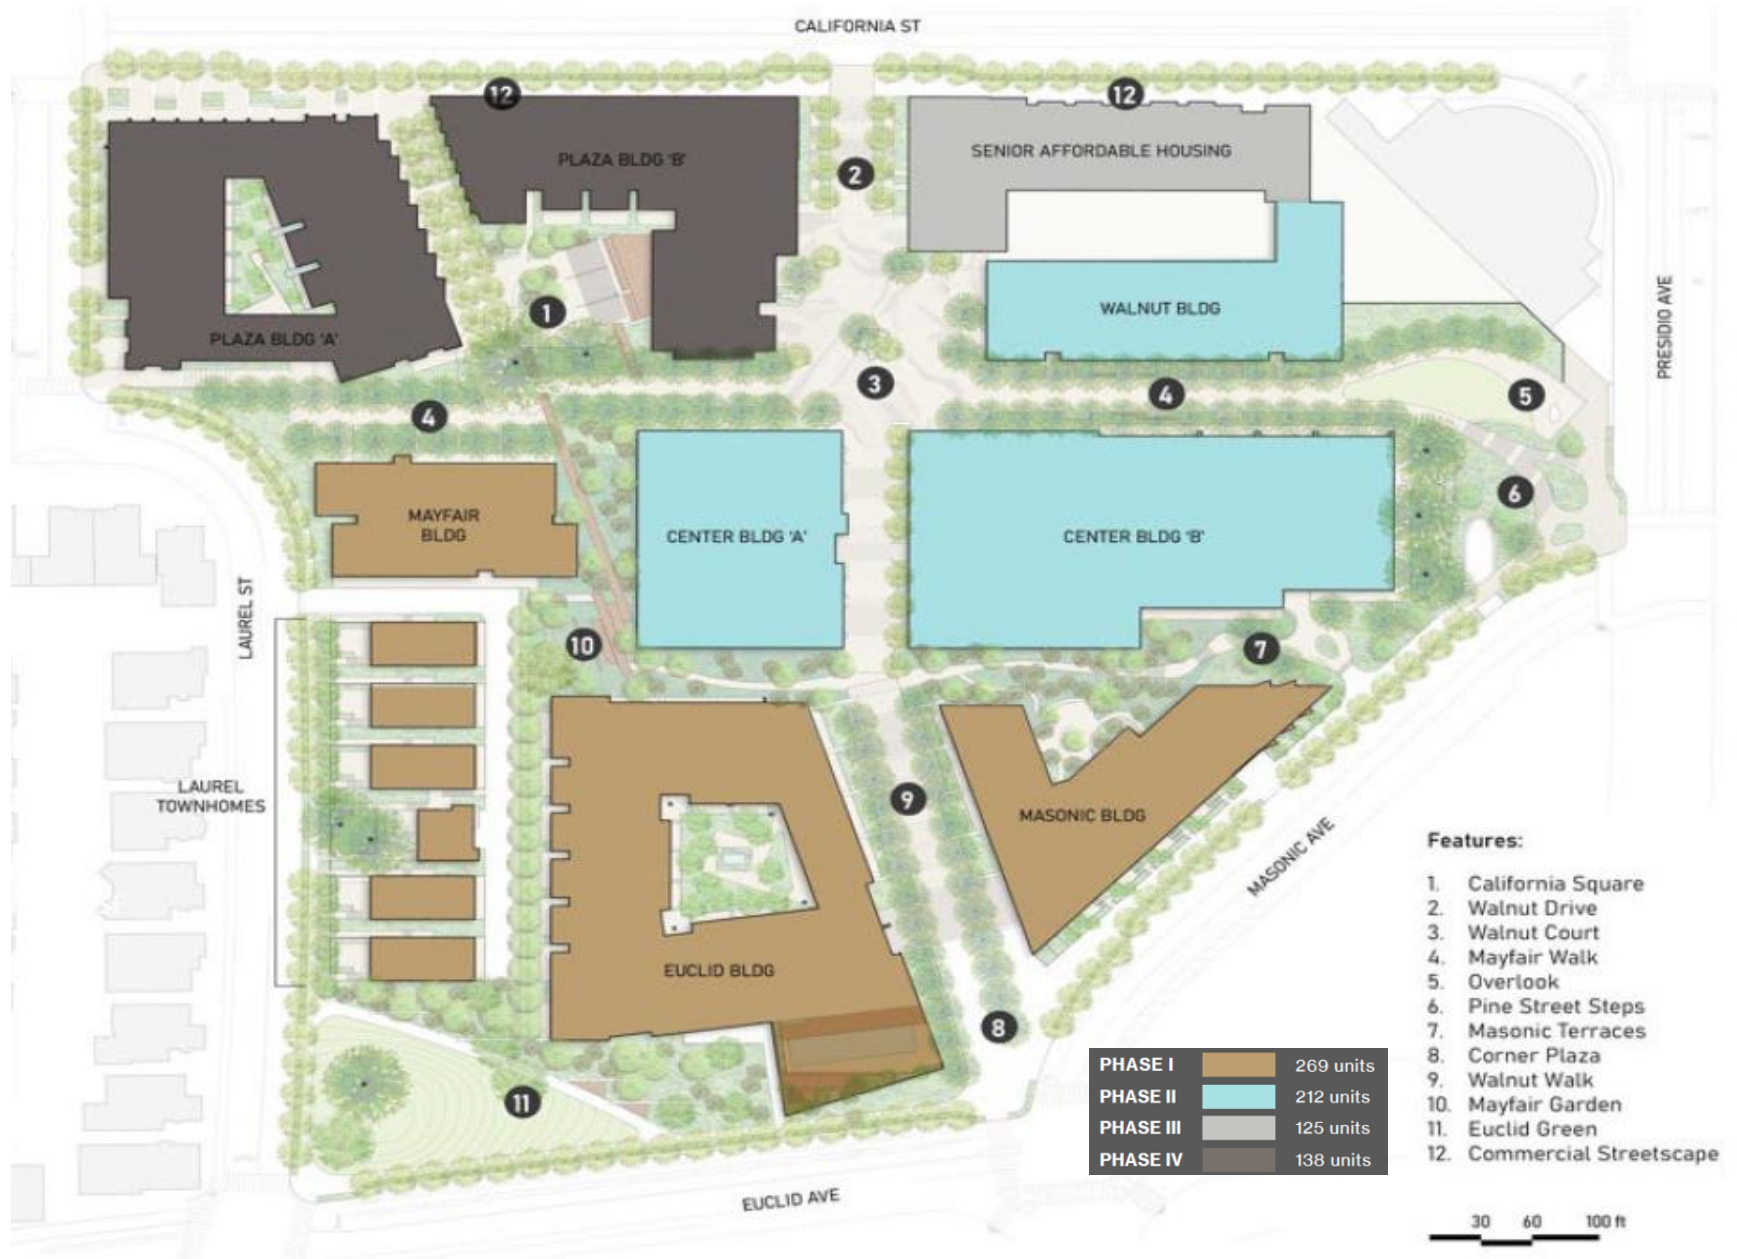 CALIFORNIA ST
12
12
PLAZA BLDG 'B'
SENIOR AFFORDABLE HOUSING
2
1
WALNUT BLDG
PLAZA BLDG 'A'
PRESIDIO AVE
3
4
4
5
6
MAYFAIR
BLDG
CENTER BLDG 'A'
CENTER BLDG 'B'
LAUREL ST
10
7
LAUREL
TOWNHOMES
9
MASONIC BLDG
MASONIC AVE
EUCLID BLDG
8
11
EUCLID AVE
PHASE I 269 units
PHASE II 212 units
PHASE III 125 units
PHASE IV 138 units
Features:
1. California Square
2. Walnut Drive
3. Walnut Court
4. Mayfair Walk
5. Overlook
6. Pine Street Steps
7. Masonic Terraces
8. Corner Plaza
9. Walnut Walk
10. Mayfair Garden
11. Euclid Green
12. Commercial Streetscape
30 60 100 ft